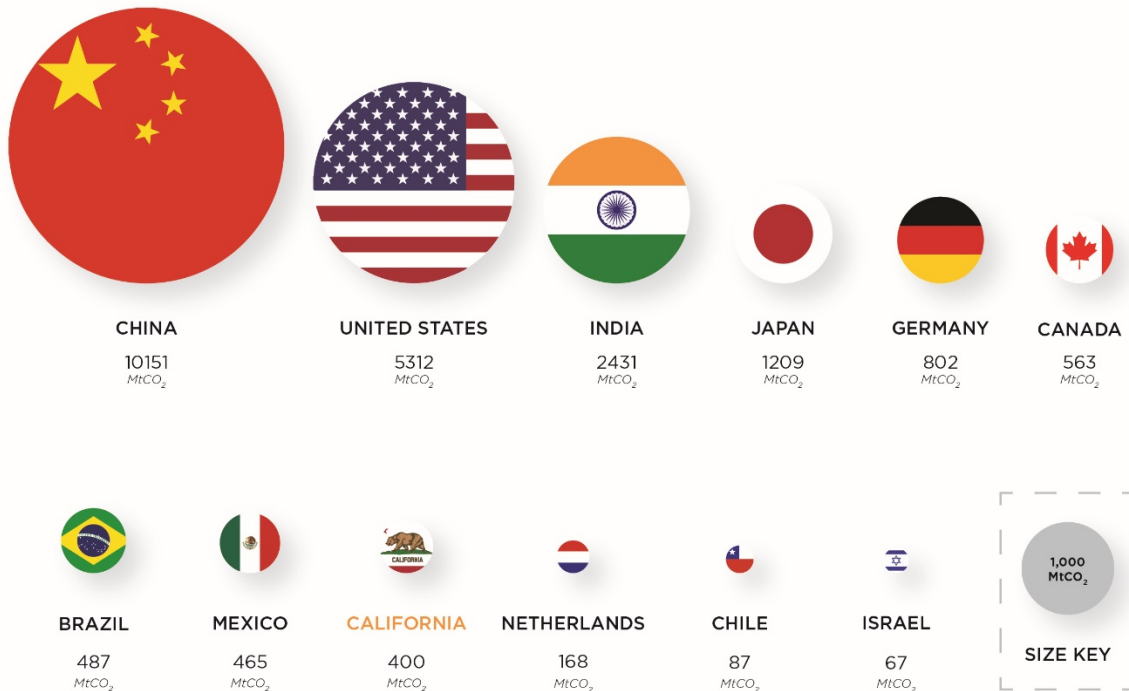 CHINA
10151
MtCO₂
UNITED STATES
5312
MtCO₂
INDIA
2431
MtCO₂
JAPAN
1209
MtCO₂
GERMANY
802
MtCO₂
CANADA
563
MtCO₂
BRAZIL
487
MtCO₂
MEXICO
465
MtCO₂
CALIFORNIA
CALIFORNIA
400
MtCO₂
NETHERLANDS
168
MtCO₂
CHILE
87
MtCO₂
ISRAEL
67
MtCO₂
1,000
MtCO₂
SIZE KEY